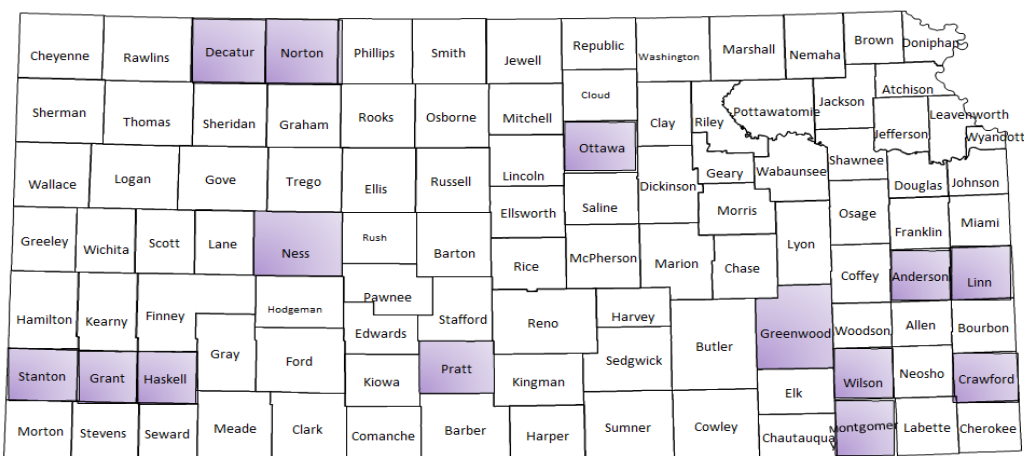 Cheyenne
Rawlins
Decatur
Norton
Phillips
Smith
Jewell
Republic
Washington
Marshall
Nemaha
Brown
Doniphan
Sherman
Thomas
Sheridan
Graham
Rooks
Osborne
Mitchell
Cloud
Clay
Riley
Pottawatomie
Jackson
Atchison
Jefferson
Leavenworth
Wyandott
Ottawa
Wallace
Logan
Gove
Trego
Ellis
Russell
Lincoln
Dickinson
Geary
Wabaunsee
Shawnee
Douglas
Johnson
Ellsworth
Saline
Morris
Osage
Franklin
Miami
Greeley
Wichita
Scott
Lane
Ness
Rush
Barton
Rice
McPherson
Marion
Chase
Lyon
Coffey
Anderson
Linn
Hamilton
Kearny
Finney
Hodgeman
Pawnee
Edwards
Stafford
Reno
Harvey
Sedgwick
Butler
Greenwood
Woodson
Allen
Bourbon
Stanton
Grant
Haskell
Gray
Ford
Kiowa
Pratt
Kingman
Elk
Wilson
Neosho
Crawford
Morton
Stevens
Seward
Meade
Clark
Comanche
Barber
Harper
Sumner
Cowley
Chautauqua
Montgomer
y
Labette
Cherokee